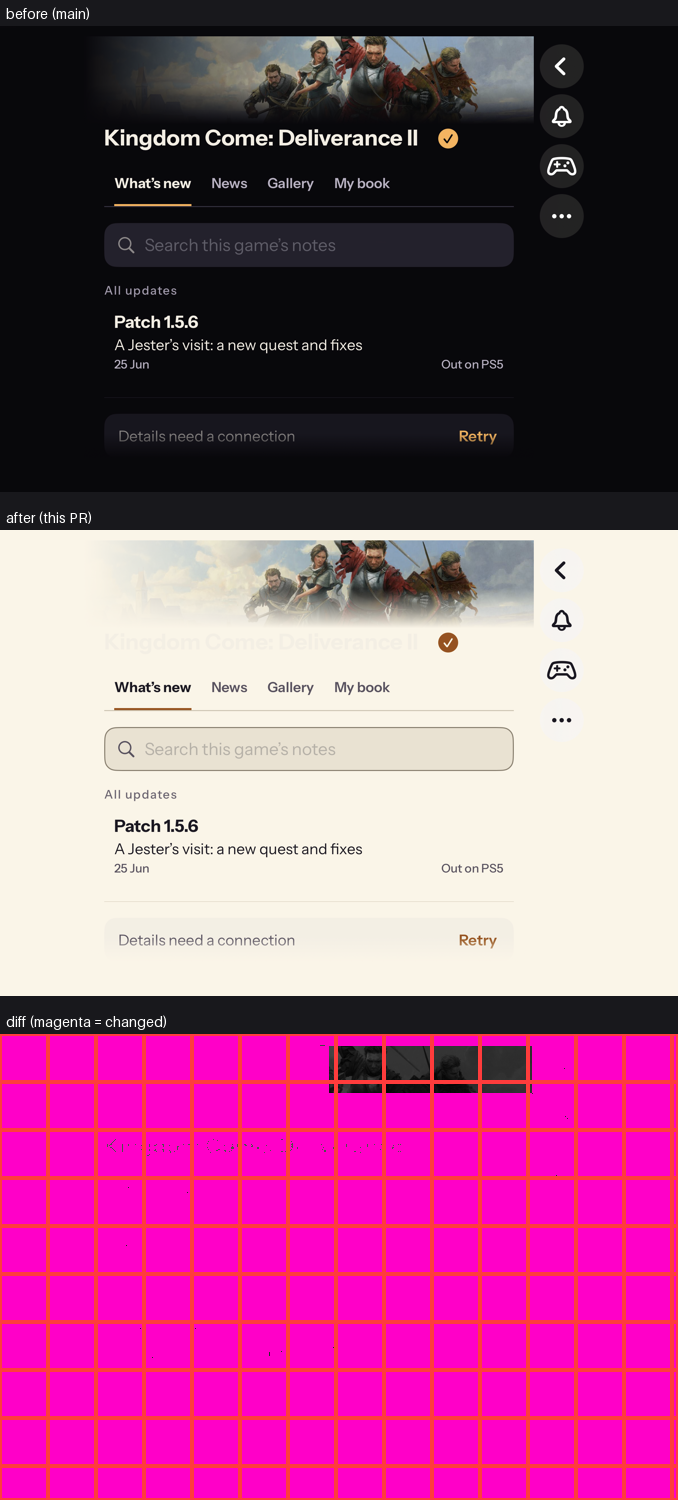 before (main)
Kingdom Come: Deliverance II
What's new News Gallery My book
Search this game's notes
All updates
Patch 1.5.6
A Jester's visit: a new quest and fixes
25 Jun Out on PS5
Details need a connection Retry
after (this PR)
Kingdom Come: Deliverance II
What's new News Gallery My book
Search this game's notes
All updates
Patch 1.5.6
A Jester's visit: a new quest and fixes
25 Jun Out on PS5
Details need a connection Retry
diff (magenta = changed)